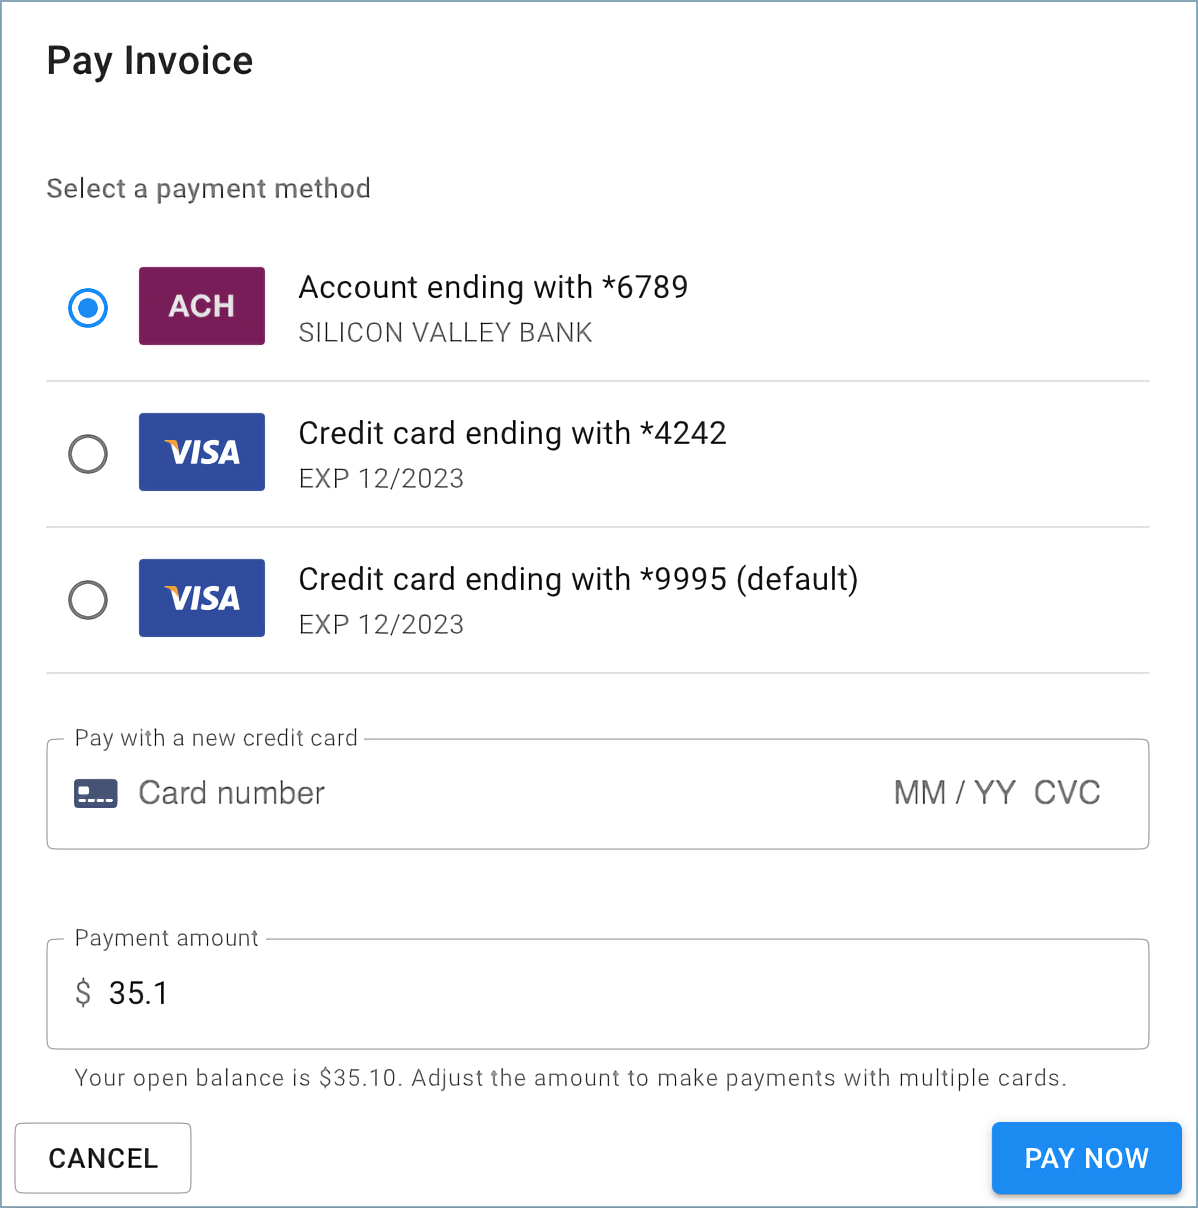 Pay Invoice
Select a payment method
ACH
Account ending with *6789
SILICON VALLEY BANK
VISA
Credit card ending with *4242
EXP 12/2023
VISA
Credit card ending with *9995 (default)
EXP 12/2023
Pay with a new credit card
Card number MM / YY CVC
Payment amount
$ 35.1
Your open balance is $35.10. Adjust the amount to make payments with multiple cards.
CANCEL PAY NOW